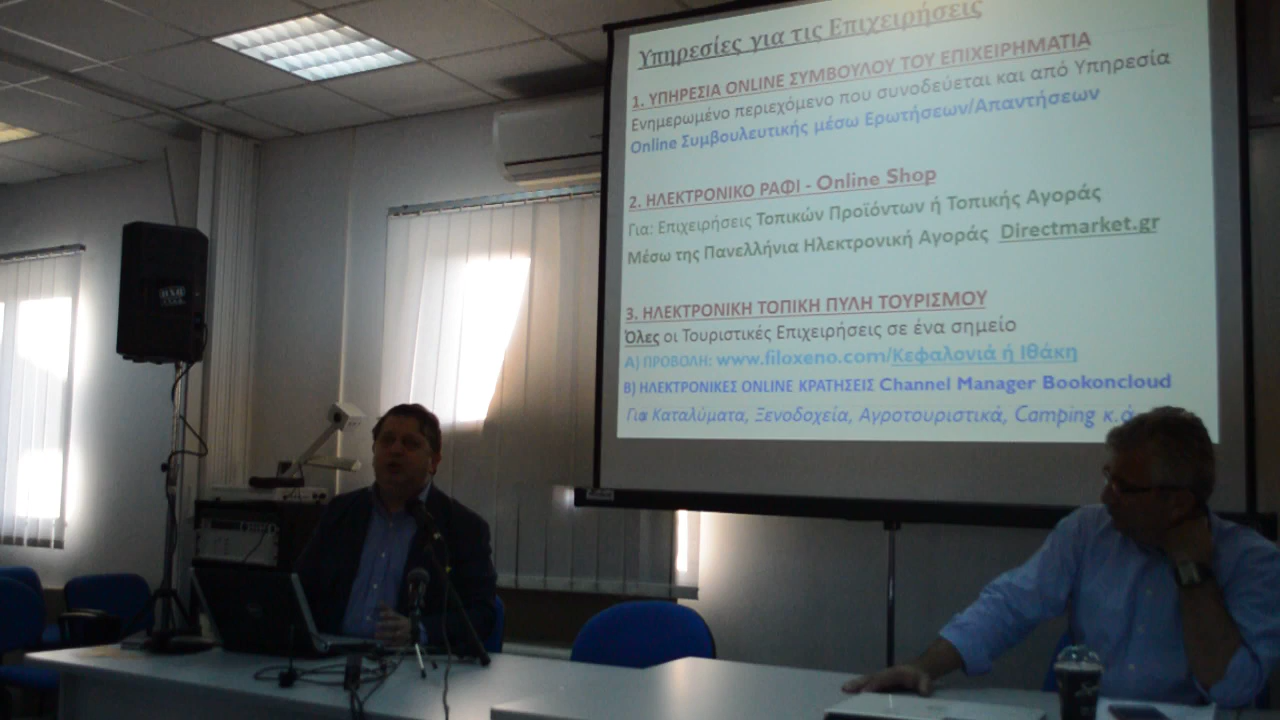 Υπηρεσίες για τις Επιχειρήσεις
1. ΥΠΗΡΕΣΙΑ ONLINE ΣΥΜΒΟΥΛΟΥ ΤΟΥ ΕΠΙΧΕΙΡΗΜΑΤΙΑ
Ενημερωμένο περιεχόμενο που συνοδεύεται και από Υπηρεσία
Online Συμβουλευτικής μέσω Ερωτήσεων/Απαντήσεων
2. ΗΛΕΚΤΡΟΝΙΚΟ ΡΑΦΙ - Online Shop
Για: Επιχειρήσεις Τοπικών Προϊόντων ή Τοπικής Αγοράς
Μέσω της Πανελλήνια Ηλεκτρονική Αγοράς Directmarket.gr
3. ΗΛΕΚΤΡΟΝΙΚΗ ΤΟΠΙΚΗ ΠΥΛΗ ΤΟΥΡΙΣΜΟΥ
Όλες οι Τουριστικές Επιχειρήσεις σε ένα σημείο
Α) ΠΡΟΒΟΛΗ: www.filoxeno.com/Κεφαλονιά ή Ιθάκη
Β) ΗΛΕΚΤΡΟΝΙΚΕΣ ONLINE ΚΡΑΤΗΣΕΙΣ Channel Manager Bookoncloud
Για Καταλύματα, Ξενοδοχεία, Αγροτουριστικά, Camping κ.ά